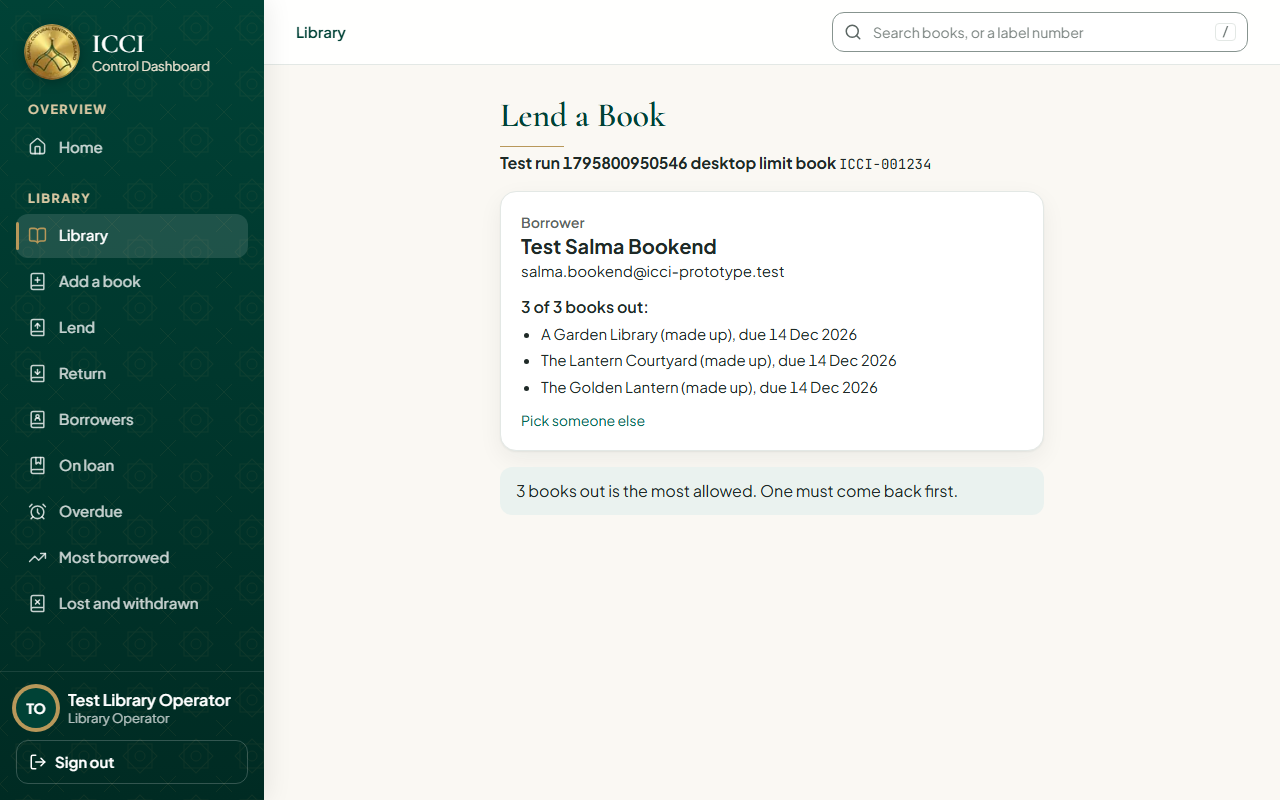 ICCI
Control Dashboard
OVERVIEW
Home
LIBRARY
Library
Add a book
Lend
Return
Borrowers
On loan
Overdue
Most borrowed
Lost and withdrawn
TO
Test Library Operator
Library Operator
Sign out
Library
Search books, or a label number
/
Lend a Book
Test run 1795800950546 desktop limit book ICCI-001234
Borrower
Test Salma Bookend
salma.bookend@icci-prototype.test
3 of 3 books out:
A Garden Library (made up), due 14 Dec 2026
The Lantern Courtyard (made up), due 14 Dec 2026
The Golden Lantern (made up), due 14 Dec 2026
Pick someone else
3 books out is the most allowed. One must come back first.